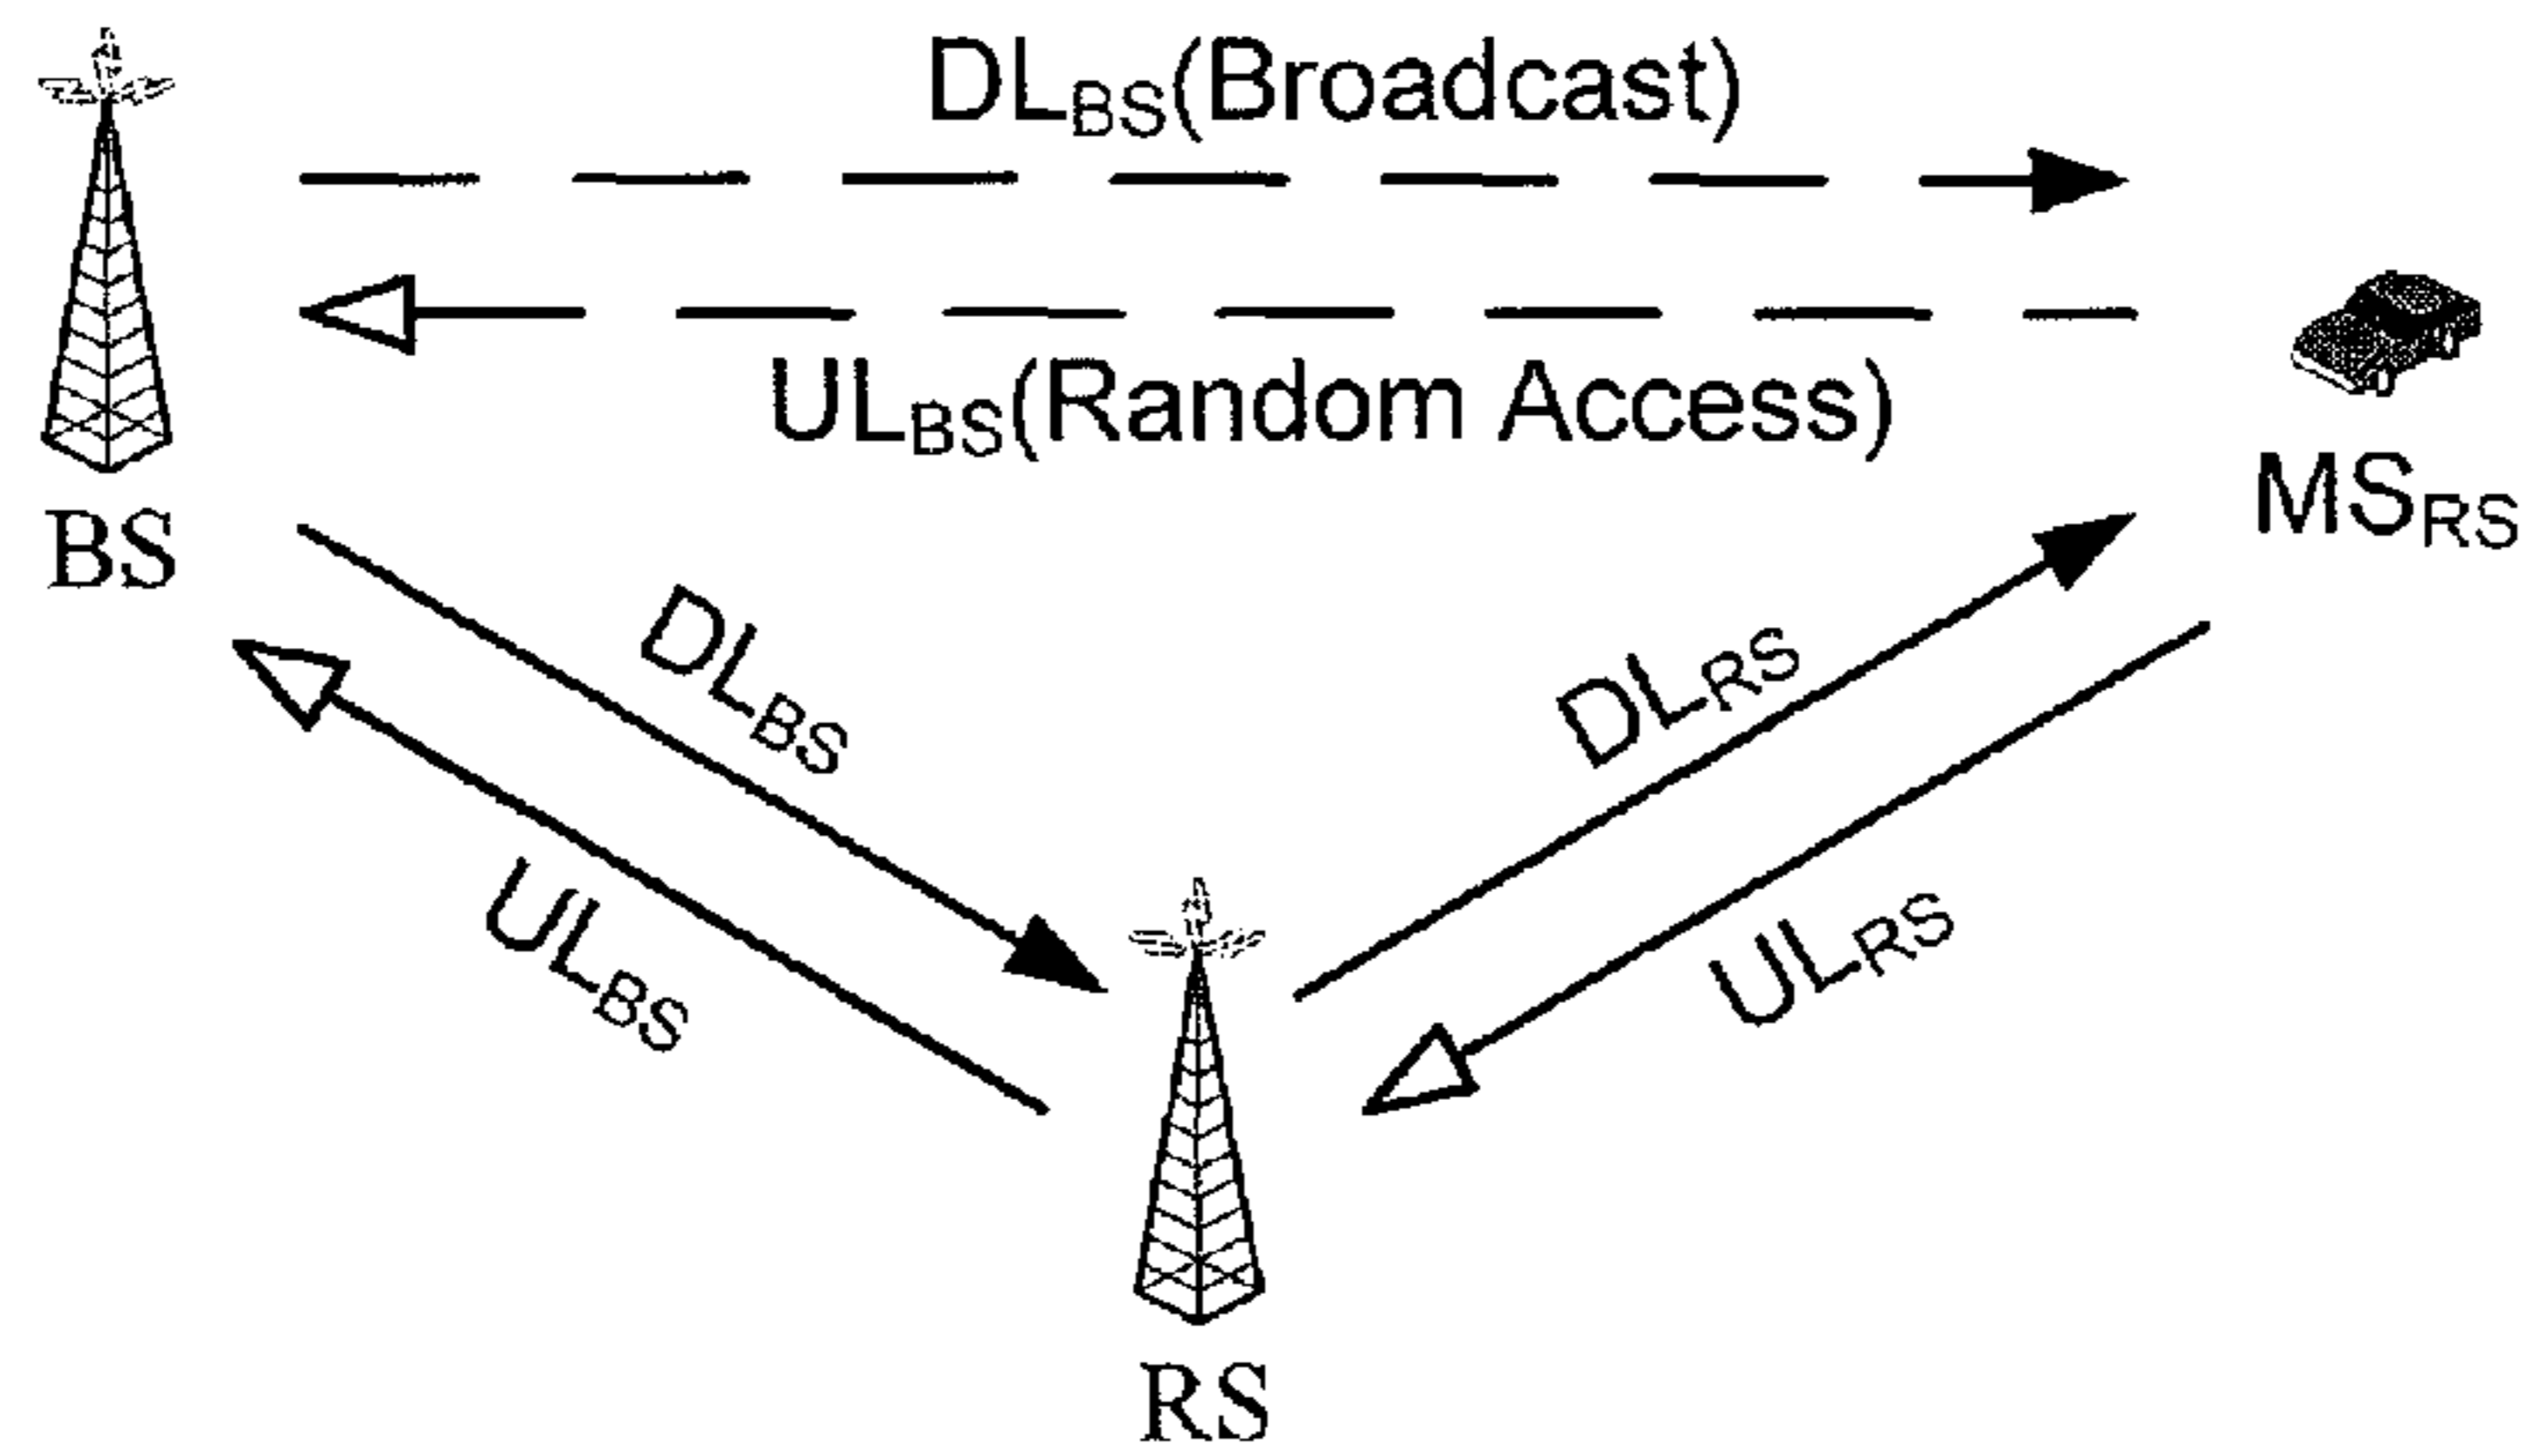 DLBS(Broadcast)
ULBS(Random Access)
BS
MSRS
DLBS
DLRS
ULBS
ULRS
RS